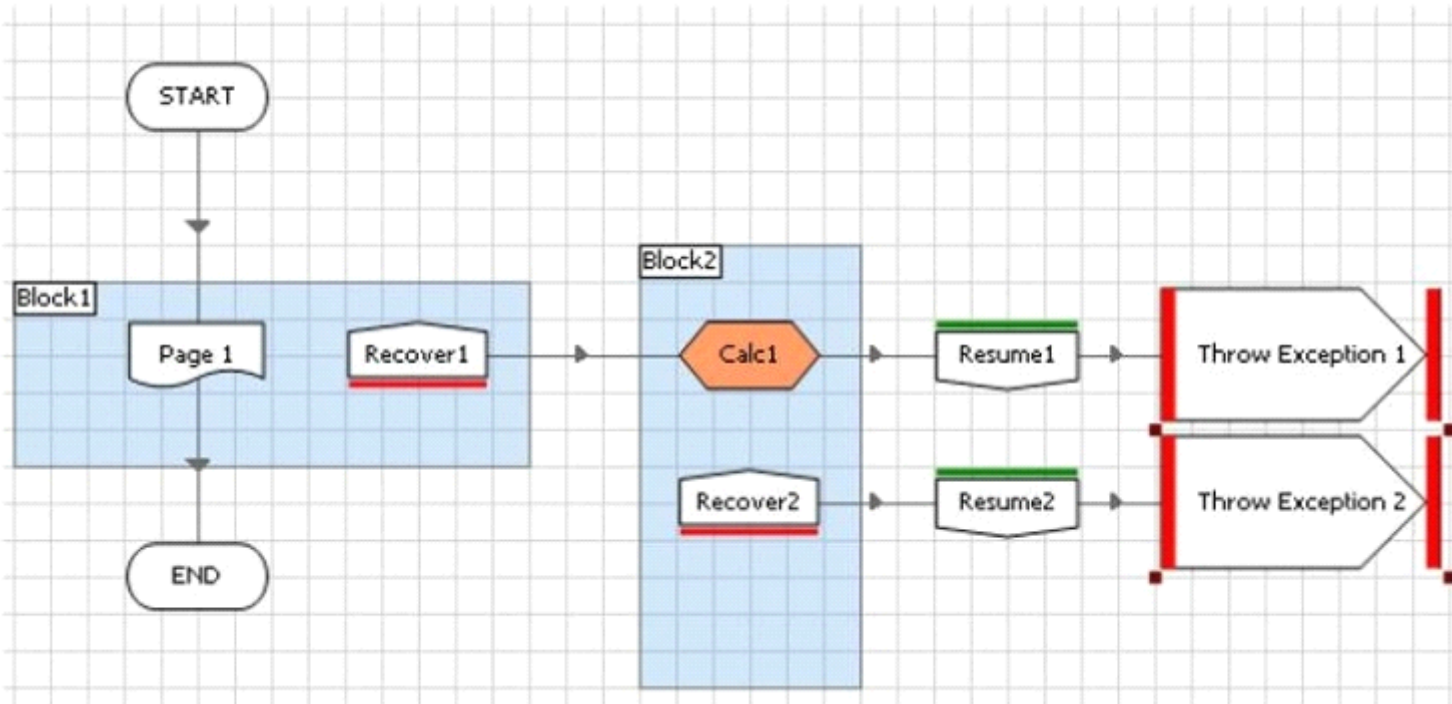 START
Block1
Page 1
Recover1
END
Block2
Calc1
Recover2
Resume1
Resume2
Throw Exception 1
Throw Exception 2